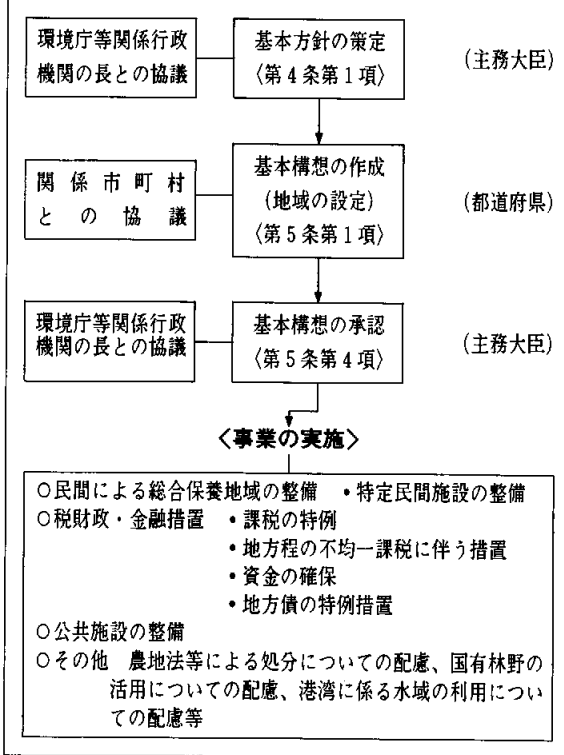 環境庁等関係行政
機関の長との協議
基本方針の策定
〈第4条第1項〉
(主務大臣)
関係市町村
との協議
基本構想の作成
(地域の設定)
〈第5条第1項〉
(都道府県)
環境庁等関係行政
機関の長との協議
基本構想の承認
〈第5条第4項〉
(主務大臣)
〈事業の実施〉
○民間による総合保養地域の整備 ・特定民間施設の整備
○税財政・金融措置 ・課税の特例
・地方程の不均一課税に伴う措置
・資金の確保
・地方債の特例措置
○公共施設の整備
○その他 農地法等による処分についての配慮、国有林野の
活用についての配慮、港湾に係る水域の利用につい
ての配慮等